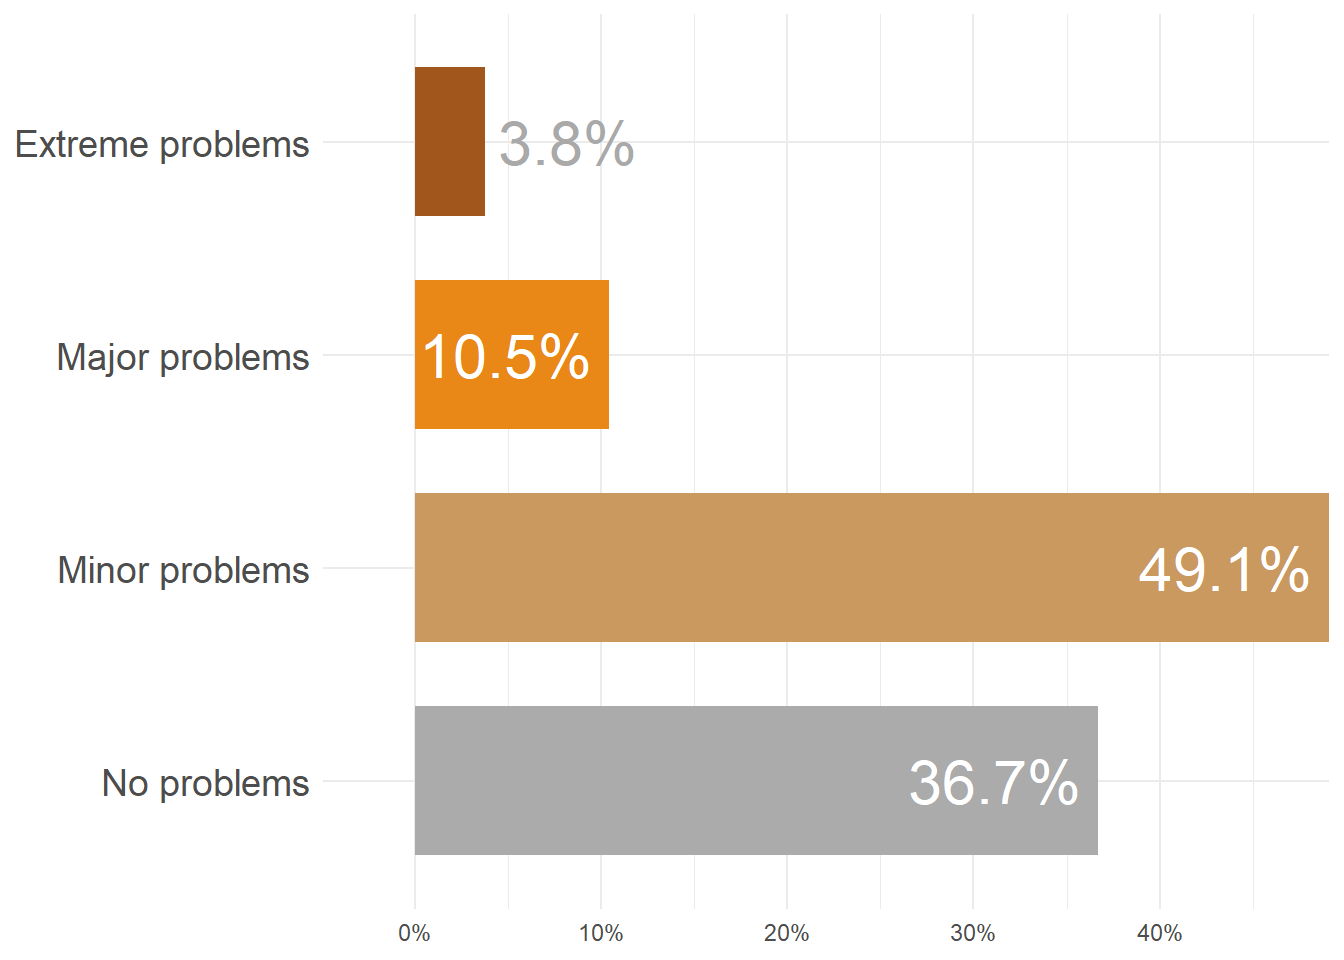 Extreme problems 3.8%
Major problems 10.5%
Minor problems 49.1%
No problems 36.7%
0% 10% 20% 30% 40%